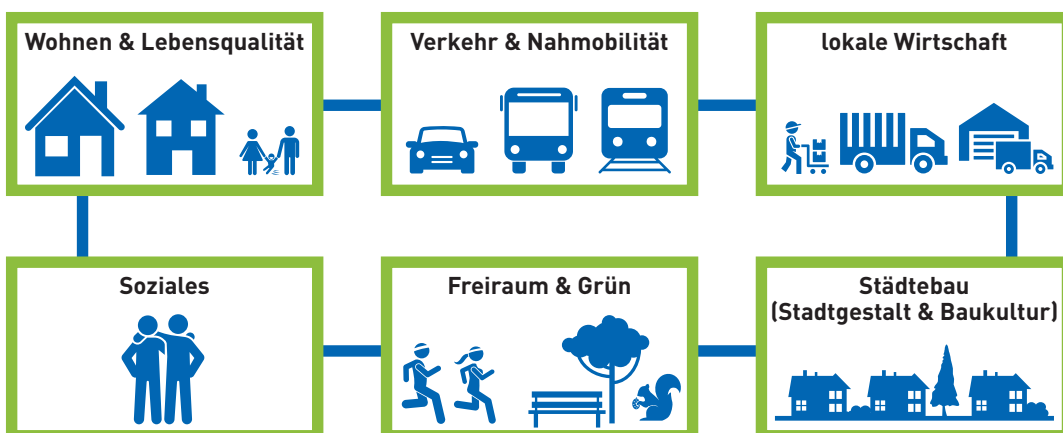 Wohnen & Lebensqualität
Verkehr & Nahmobilität
lokale Wirtschaft
Soziales
Freiraum & Grün
Städtebau
(Stadtgestalt & Baukultur)